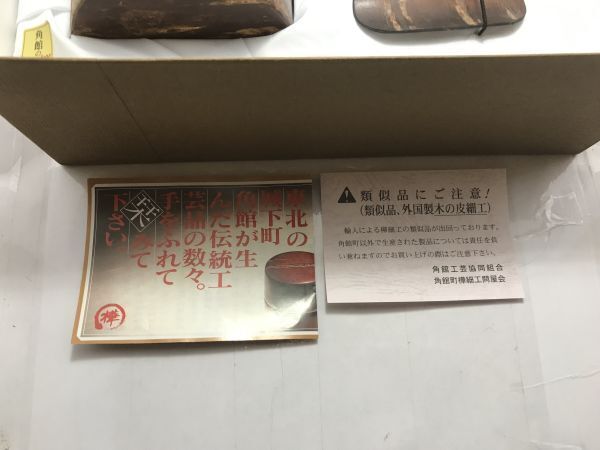 角館の
東北の
城下町
角館が生
んだ伝統工
芸品の数々。
手をふれて
みて
下さい
樺
類似品にご注意!
(類似品、外国製木の皮細工)
輸入による樺細工の類似品が出回っております。
角館町以外で生産された製品については責任を負
い兼ねますのでお買い上げの際はご注意下さい。
角館工芸協同組合
角館町樺細工問屋会